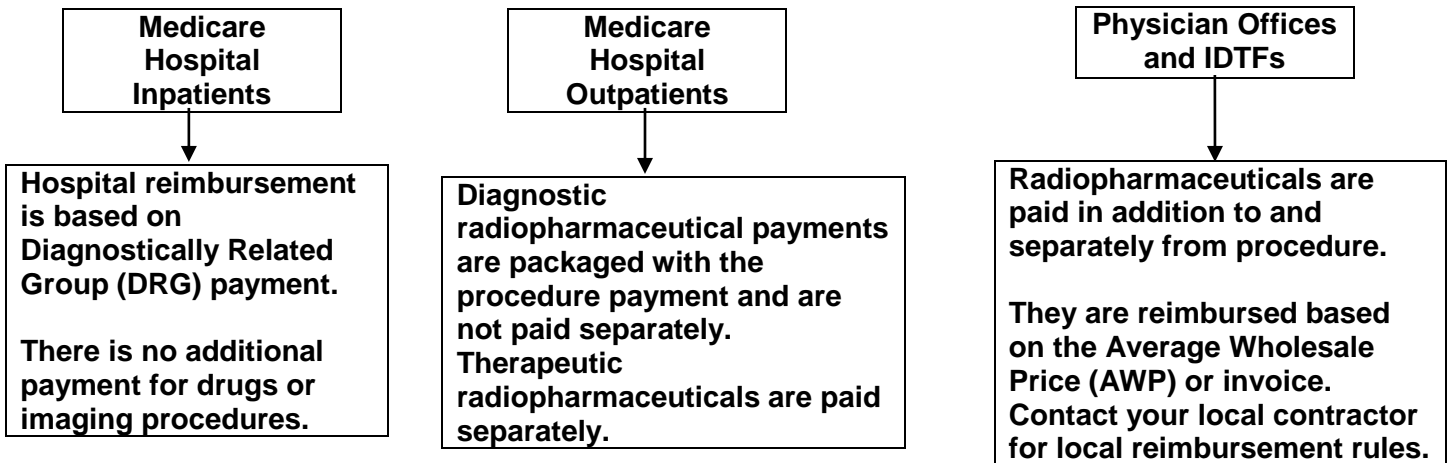 Medicare
Hospital
Inpatients
Hospital reimbursement
is based on
Diagnostically Related
Group (DRG) payment.
There is no additional
payment for drugs or
imaging procedures.
Medicare
Hospital
Outpatients
Diagnostic
radiopharmaceutical payments
are packaged with the
procedure payment and are
not paid separately.
Therapeutic
radiopharmaceuticals are paid
separately.
Physician Offices
and IDTFs
Radiopharmaceuticals are
paid in addition to and
separately from procedure.
They are reimbursed based
on the Average Wholesale
Price (AWP) or invoice.
Contact your local contractor
for local reimbursement rules.